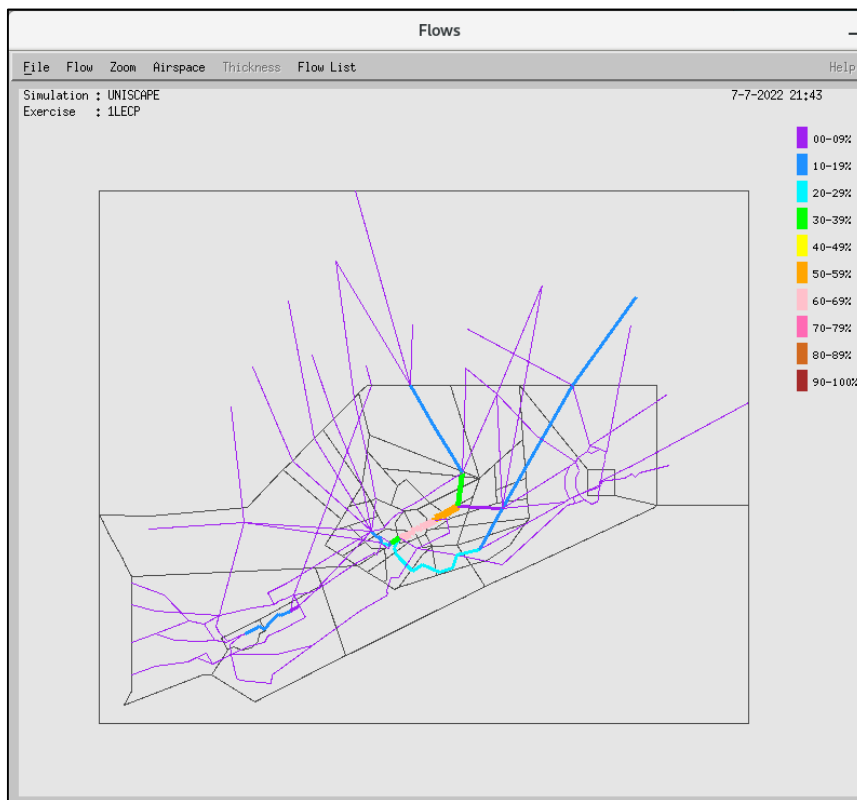 Flows
File Flow Zoom Airspace Thickness Flow List Help
Simulation : UNISCAPE 7-7-2022 21:43
Exercise : 1LECP
00-09%
10-19%
20-29%
30-39%
40-49%
50-59%
60-69%
70-79%
80-89%
90-100%